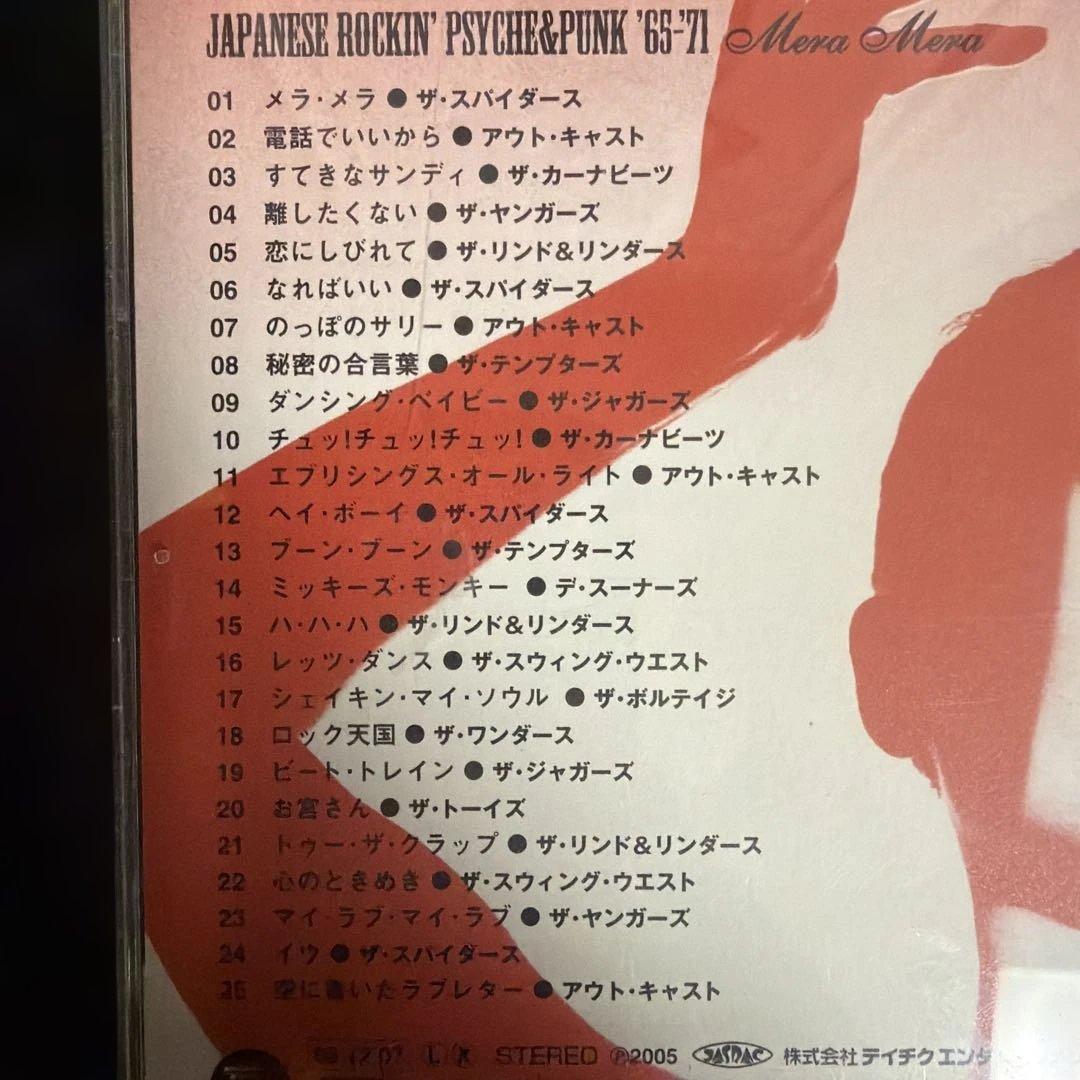 JAPANESE ROCKIN' PSYCHE&PUNK '65-'71 Mera Mera
01 メラ・メラ ● ザ・スパイダース
02 電話でいいから ● アウト・キャスト
03 すてきなサンディ ● ザ・カーナビーツ
04 離したくない ● ザ・ヤンガーズ
05 恋にしびれて ● ザ・リンド&リンダース
06 なればいい ● ザ・スパイダース
07 のっぽのサリー ● アウト・キャスト
08 秘密の合言葉 ● ザ・テンプターズ
09 ダンシング・ベイビー ● ザ・ジャガーズ
10 チュッ!チュッ!チュッ! ● ザ・カーナビーツ
11 エブリシングス・オール・ライト ● アウト・キャスト
12 ヘイ・ボーイ ● ザ・スパイダース
13 ブーン・ブーン ● ザ・テンプターズ
14 ミッキーズ・モンキー ● デ・スーナーズ
15 ハ・ハ・ハ ● ザ・リンド&リンダース
16 レッツ・ダンス ● ザ・スウィング・ウエスト
17 シェイキン・マイ・ソウル ● ザ・ボルテイジ
18 ロック天国 ● ザ・ワンダース
19 ビート・トレイン ● ザ・ジャガーズ
20 お宮さん ● ザ・トーイズ
21 トゥー・ザ・クラップ ● ザ・リンド&リンダース
22 心のときめき ● ザ・スウィング・ウエスト
23 マイ・ラブ・マイ・ラブ ● ザ・ヤンガーズ
24 イウ ● ザ・スパイダース
25 空に書いたラブレター ● アウト・キャスト
STEREO Ⓟ2005 JASRAC 株式会社テイチクエンタ